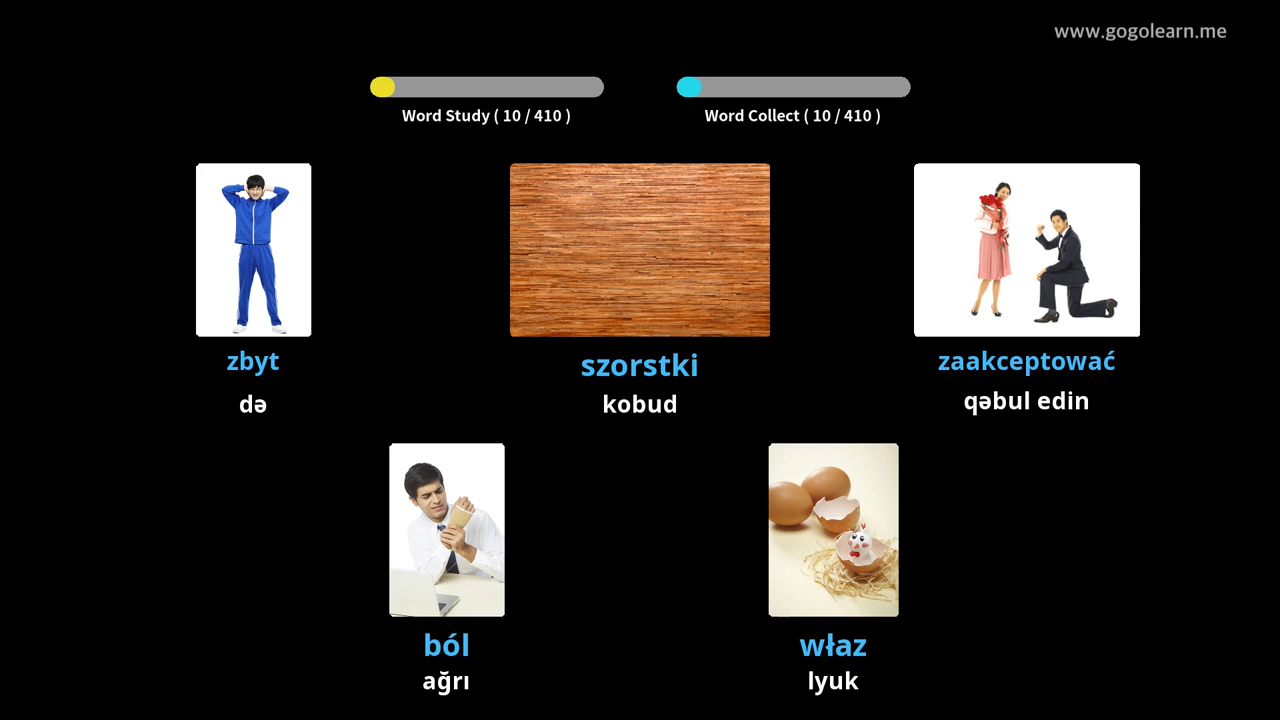 www.gogolearn.me
Word Study ( 10 / 410 )
Word Collect ( 10 / 410 )
zbyt
də
szorstki
kobud
zaakceptować
qəbul edin
ból
ağrı
właz
lyuk